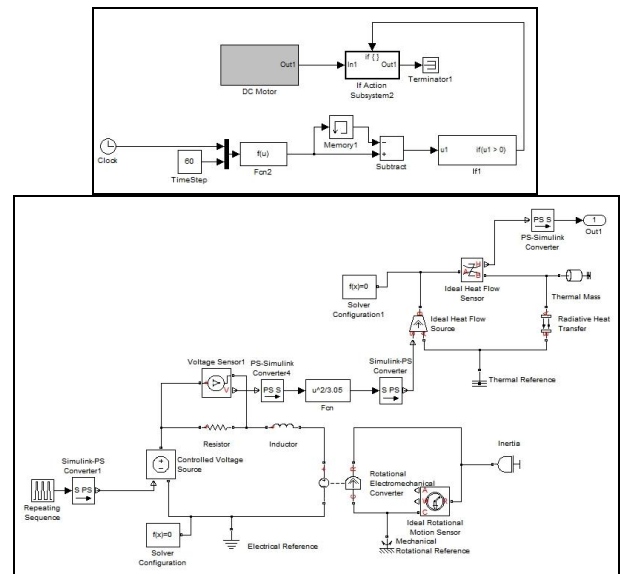 if { }
Out1
In1
Out1
DC Motor
If Action
Subsystem2
Terminator1
Clock
60
TimeStep
f(u)
Fcn2
Memory1
−
+
Subtract
u1
if(u1 > 0)
If1
PS S
PS-Simulink
Converter
1
Out1
f(x)=0
Solver
Configuration1
A
H
B
Ideal Heat Flow
Sensor
Thermal Mass
Ideal Heat Flow
Source
Radiative Heat
Transfer
Thermal Reference
Voltage Sensor1
V
PS-Simulink
Converter4
PS S
u^2/3.05
Fcn
Simulink-PS
Converter
S PS
Resistor
Inductor
Simulink-PS
Converter1
S PS
Repeating
Sequence
Controlled Voltage
Source
f(x)=0
Solver
Configuration
Electrical Reference
Rotational
Electromechanical
Converter
Inertia
A
W
R
C
Ideal Rotational
Motion Sensor
Mechanical
Rotational Reference